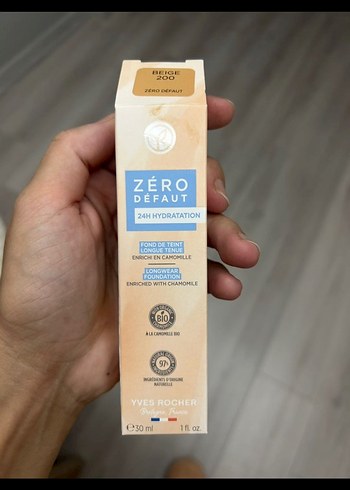 BEIGE
200
ZÉRO DÉFAUT
ZÉRO
DÉFAUT
24H HYDRATATION
FOND DE TEINT
LONGUE TENUE
ENRICHI EN CAMOMILLE
LONGWEAR
FOUNDATION
ENRICHED WITH CHAMOMILE
BIO
À LA CAMOMILLE BIO
97%
INGRÉDIENTS D'ORIGINE
NATURELLE
YVES ROCHER
France
℮30 ml 1 fl. oz.